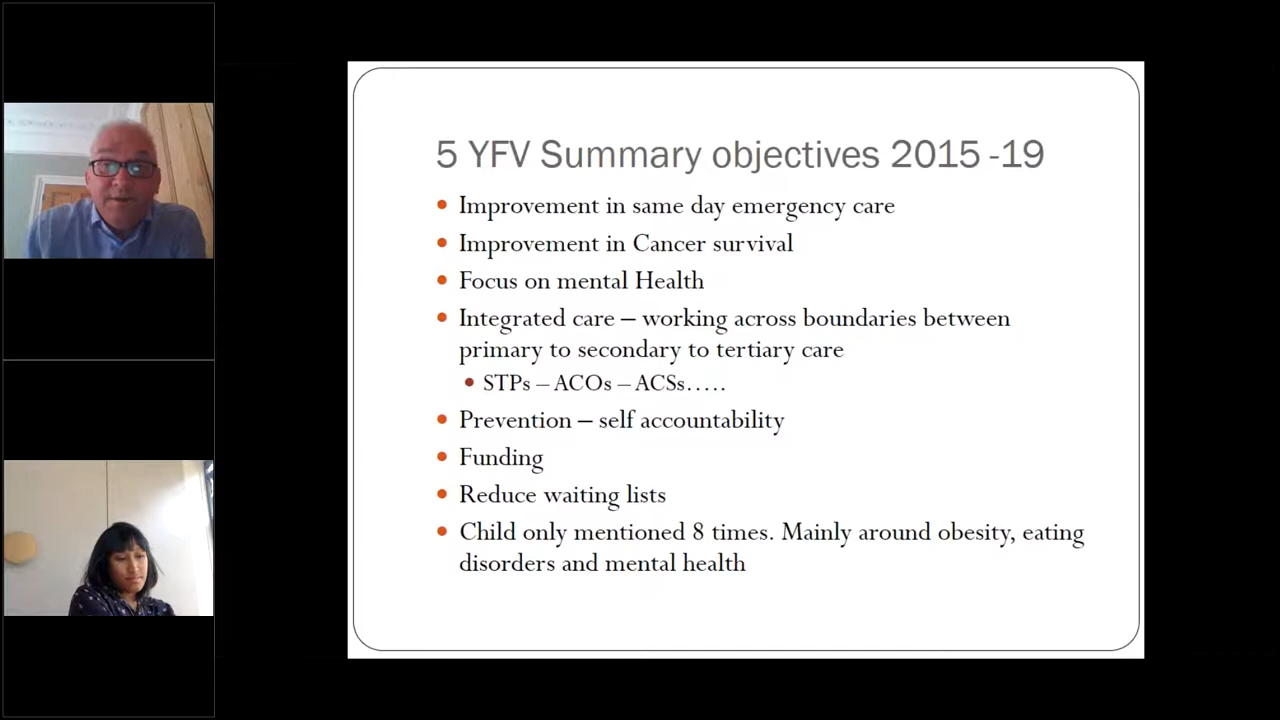 5 YFV Summary objectives 2015 -19
• Improvement in same day emergency care
• Improvement in Cancer survival
• Focus on mental Health
• Integrated care – working across boundaries between
primary to secondary to tertiary care
• STPs – ACOs – ACSs…..
• Prevention – self accountability
• Funding
• Reduce waiting lists
• Child only mentioned 8 times. Mainly around obesity, eating
disorders and mental health